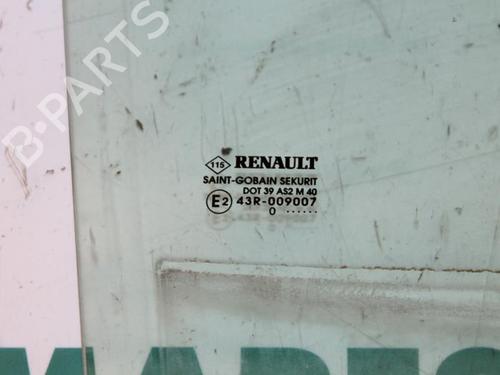 B-PARTS
115 RENAULT
SAINT-GOBAIN SEKURIT
DOT 39 AS2 M 40
E2 43R-009007
0 ......